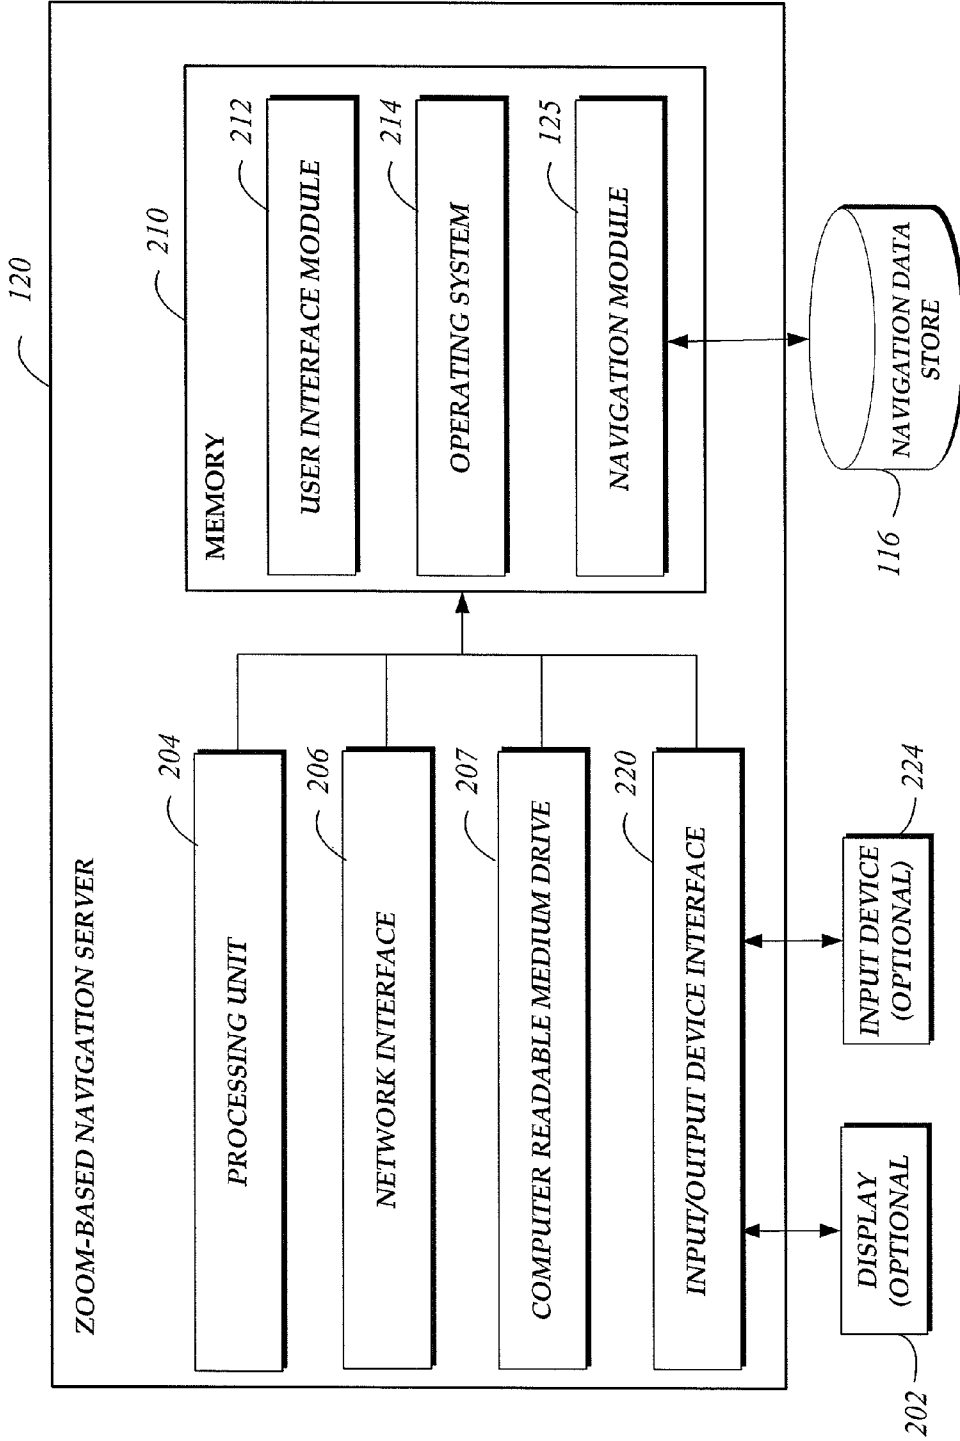 120
ZOOM-BASED NAVIGATION SERVER
204
PROCESSING UNIT
206
NETWORK INTERFACE
207
COMPUTER READABLE MEDIUM DRIVE
220
INPUT/OUTPUT DEVICE INTERFACE
210
MEMORY
212
USER INTERFACE MODULE
214
OPERATING SYSTEM
125
NAVIGATION MODULE
202
DISPLAY
(OPTIONAL
224
INPUT DEVICE
(OPTIONAL)
116
NAVIGATION DATA
STORE